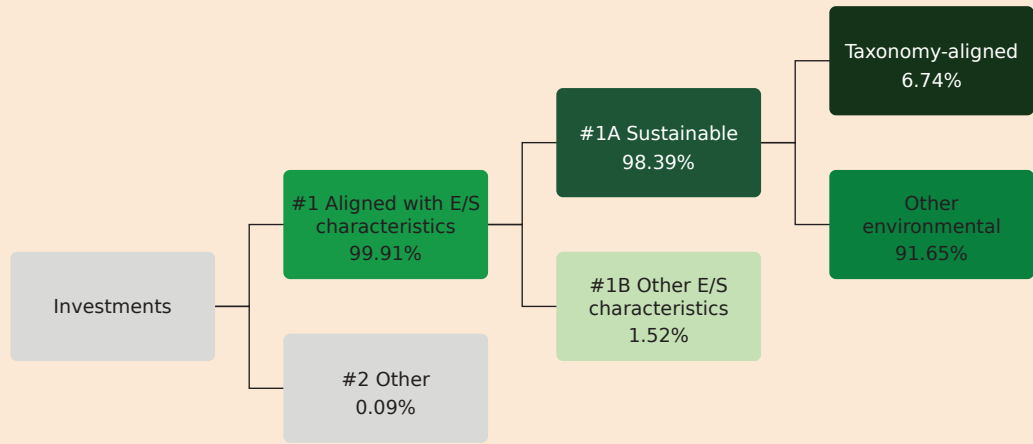 Investments
#1 Aligned with E/S
characteristics
99.91%
#2 Other
0.09%
#1A Sustainable
98.39%
#1B Other E/S
characteristics
1.52%
Taxonomy-aligned
6.74%
Other
environmental
91.65%